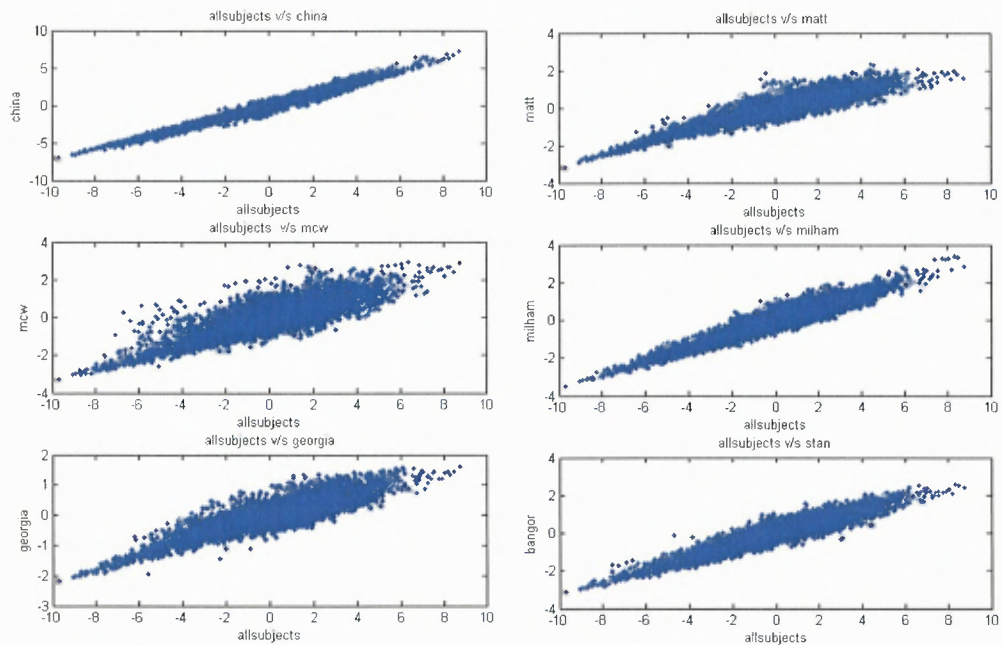 allsubjects v/s china
10
5
0
-5
-10
china
-10 -8 -6 -4 -2 0 2 4 6 8 10
allsubjects
allsubjects v/s matt
4
2
0
-2
-4
matt
-10 -8 -6 -4 -2 0 2 4 6 8 10
allsubjects
allsubjects v/s mcw
4
2
0
-2
-4
mcw
-10 -8 -6 -4 -2 0 2 4 6 8 10
allsubjects
allsubjects v/s milham
4
2
0
-2
-4
milham
-10 -8 -6 -4 -2 0 2 4 6 8 10
allsubjects
allsubjects v/s georgia
2
1
0
-1
-2
-3
georgia
-10 -8 -6 -4 -2 0 2 4 6 8 10
allsubjects
allsubjects v/s stan
4
2
0
-2
-4
bangor
-10 -8 -6 -4 -2 0 2 4 6 8 10
allsubjects